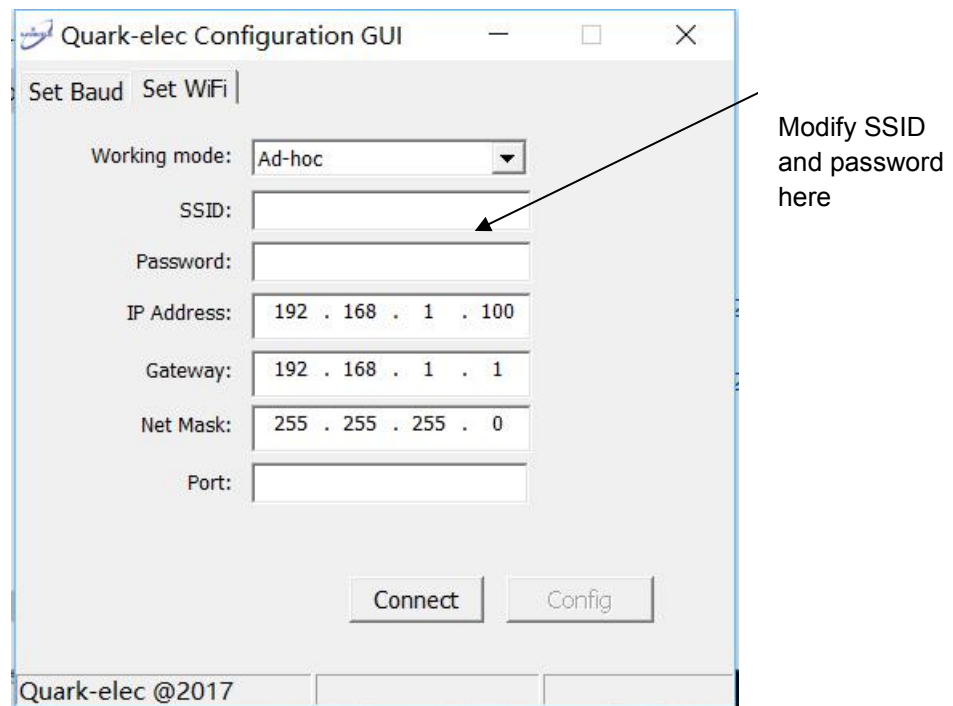 Quark-elec Configuration GUI
Set Baud Set WiFi
Modify SSID
and password
here
Working mode: Ad-hoc
SSID:
Password:
IP Address: 192 . 168 . 1 . 100
Gateway: 192 . 168 . 1 . 1
Net Mask: 255 . 255 . 255 . 0
Port:
Connect Config
Quark-elec @2017